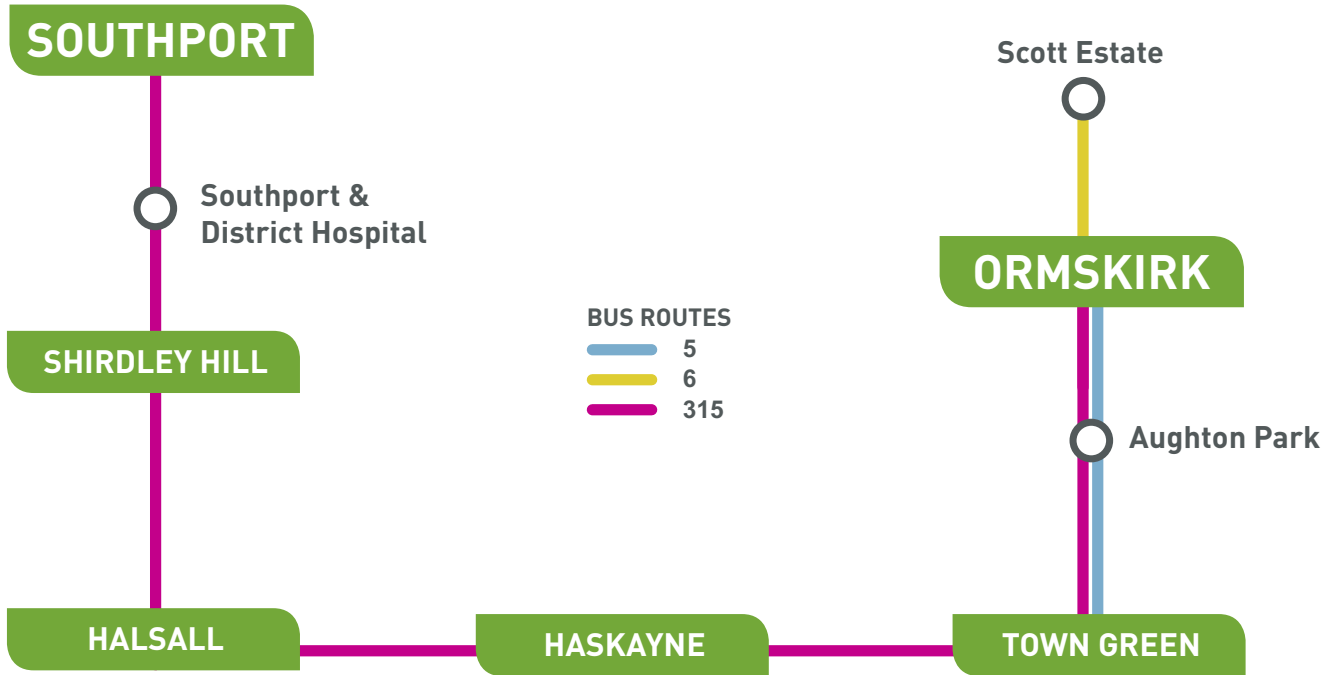 SOUTHPORT
Scott Estate
Southport &
District Hospital
ORMSKIRK
BUS ROUTES
5
6
315
SHIRDLEY HILL
Aughton Park
HALSALL
HASKAYNE
TOWN GREEN